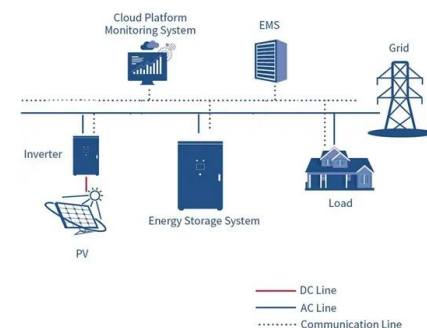 Cloud Platform
Monitoring System
EMS
Grid
Inverter
Energy Storage System
Load
PV
DC Line
AC Line
Communication Line